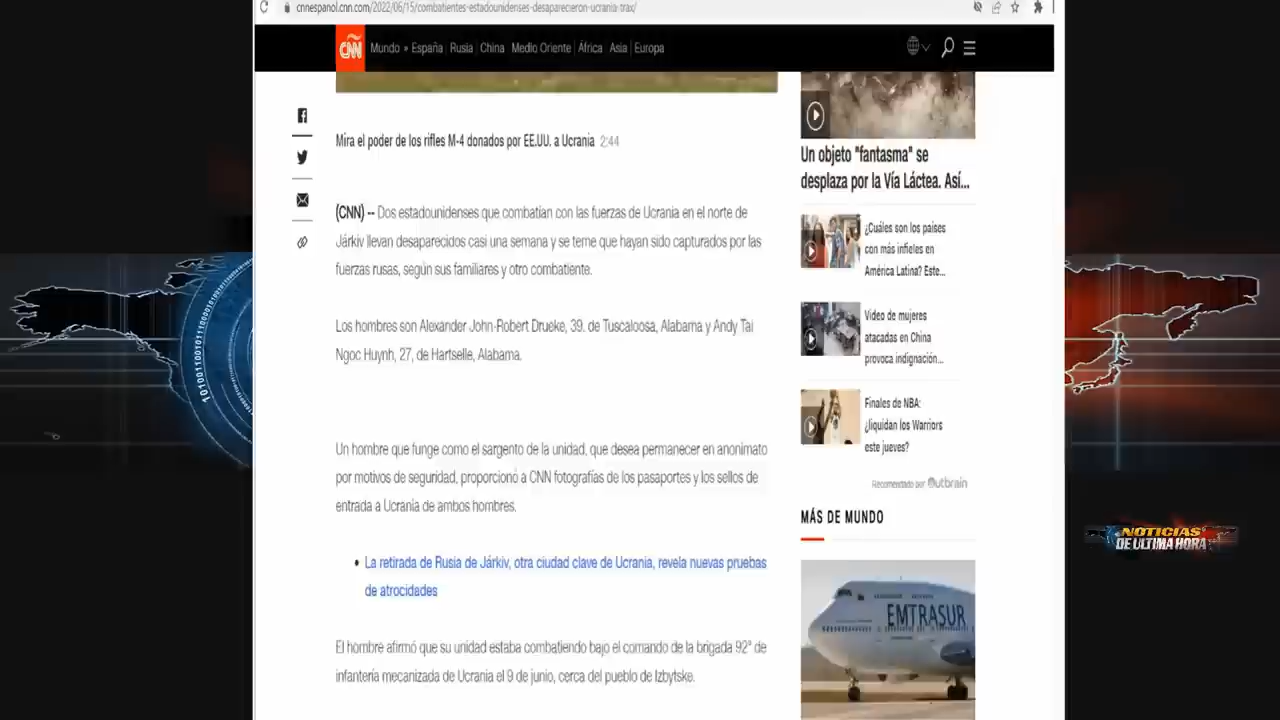 cnnespanol.cnn.com/2022/06/15/combatientes-estadounidenses-desaparecieron-ucrania-trax/
CNN Mundo » España | Rusia | China | Medio Oriente | África | Asia | Europa
Mira el poder de los rifles M-4 donados por EE.UU. a Ucrania 2:44
(CNN) -- Dos estadounidenses que combatían con las fuerzas de Ucrania en el norte de
Járkiv llevan desaparecidos casi una semana y se teme que hayan sido capturados por las
fuerzas rusas, según sus familiares y otro combatiente.
Los hombres son Alexander John-Robert Drueke, 39. de Tuscaloosa, Alabama y Andy Tai
Ngoc Huynh, 27, de Hartselle, Alabama.
Un hombre que funge como el sargento de la unidad, que desea permanecer en anonimato
por motivos de seguridad, proporcionó a CNN fotografías de los pasaportes y los sellos de
entrada a Ucrania de ambos hombres.
• La retirada de Rusia de Járkiv, otra ciudad clave de Ucrania, revela nuevas pruebas
de atrocidades
El hombre afirmó que su unidad estaba combatiendo bajo el comando de la brigada 92° de
infantería mecanizada de Ucrania el 9 de junio, cerca del pueblo de Izbytske.
Un objeto "fantasma" se
desplaza por la Vía Láctea. Así...
¿Cuáles son los países
con más infieles en
América Latina? Este...
Video de mujeres
atacadas en China
provoca indignación...
Finales de NBA:
¿liquidan los Warriors
este jueves?
Recomendado por Outbrain
MÁS DE MUNDO
EMTRASUR
NOTICIAS
DE ULTIMA HORA
101001100101110001001010